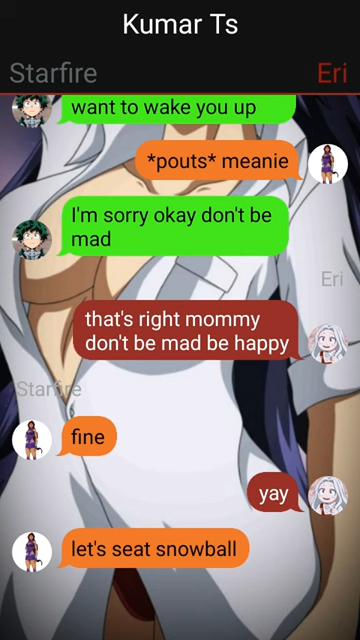 Kumar Ts
Starfire
Eri
want to wake you up
*pouts* meanie
I'm sorry okay don't be
mad
Eri
that's right mommy
don't be mad be happy
Starfire
fine
yay
let's seat snowball